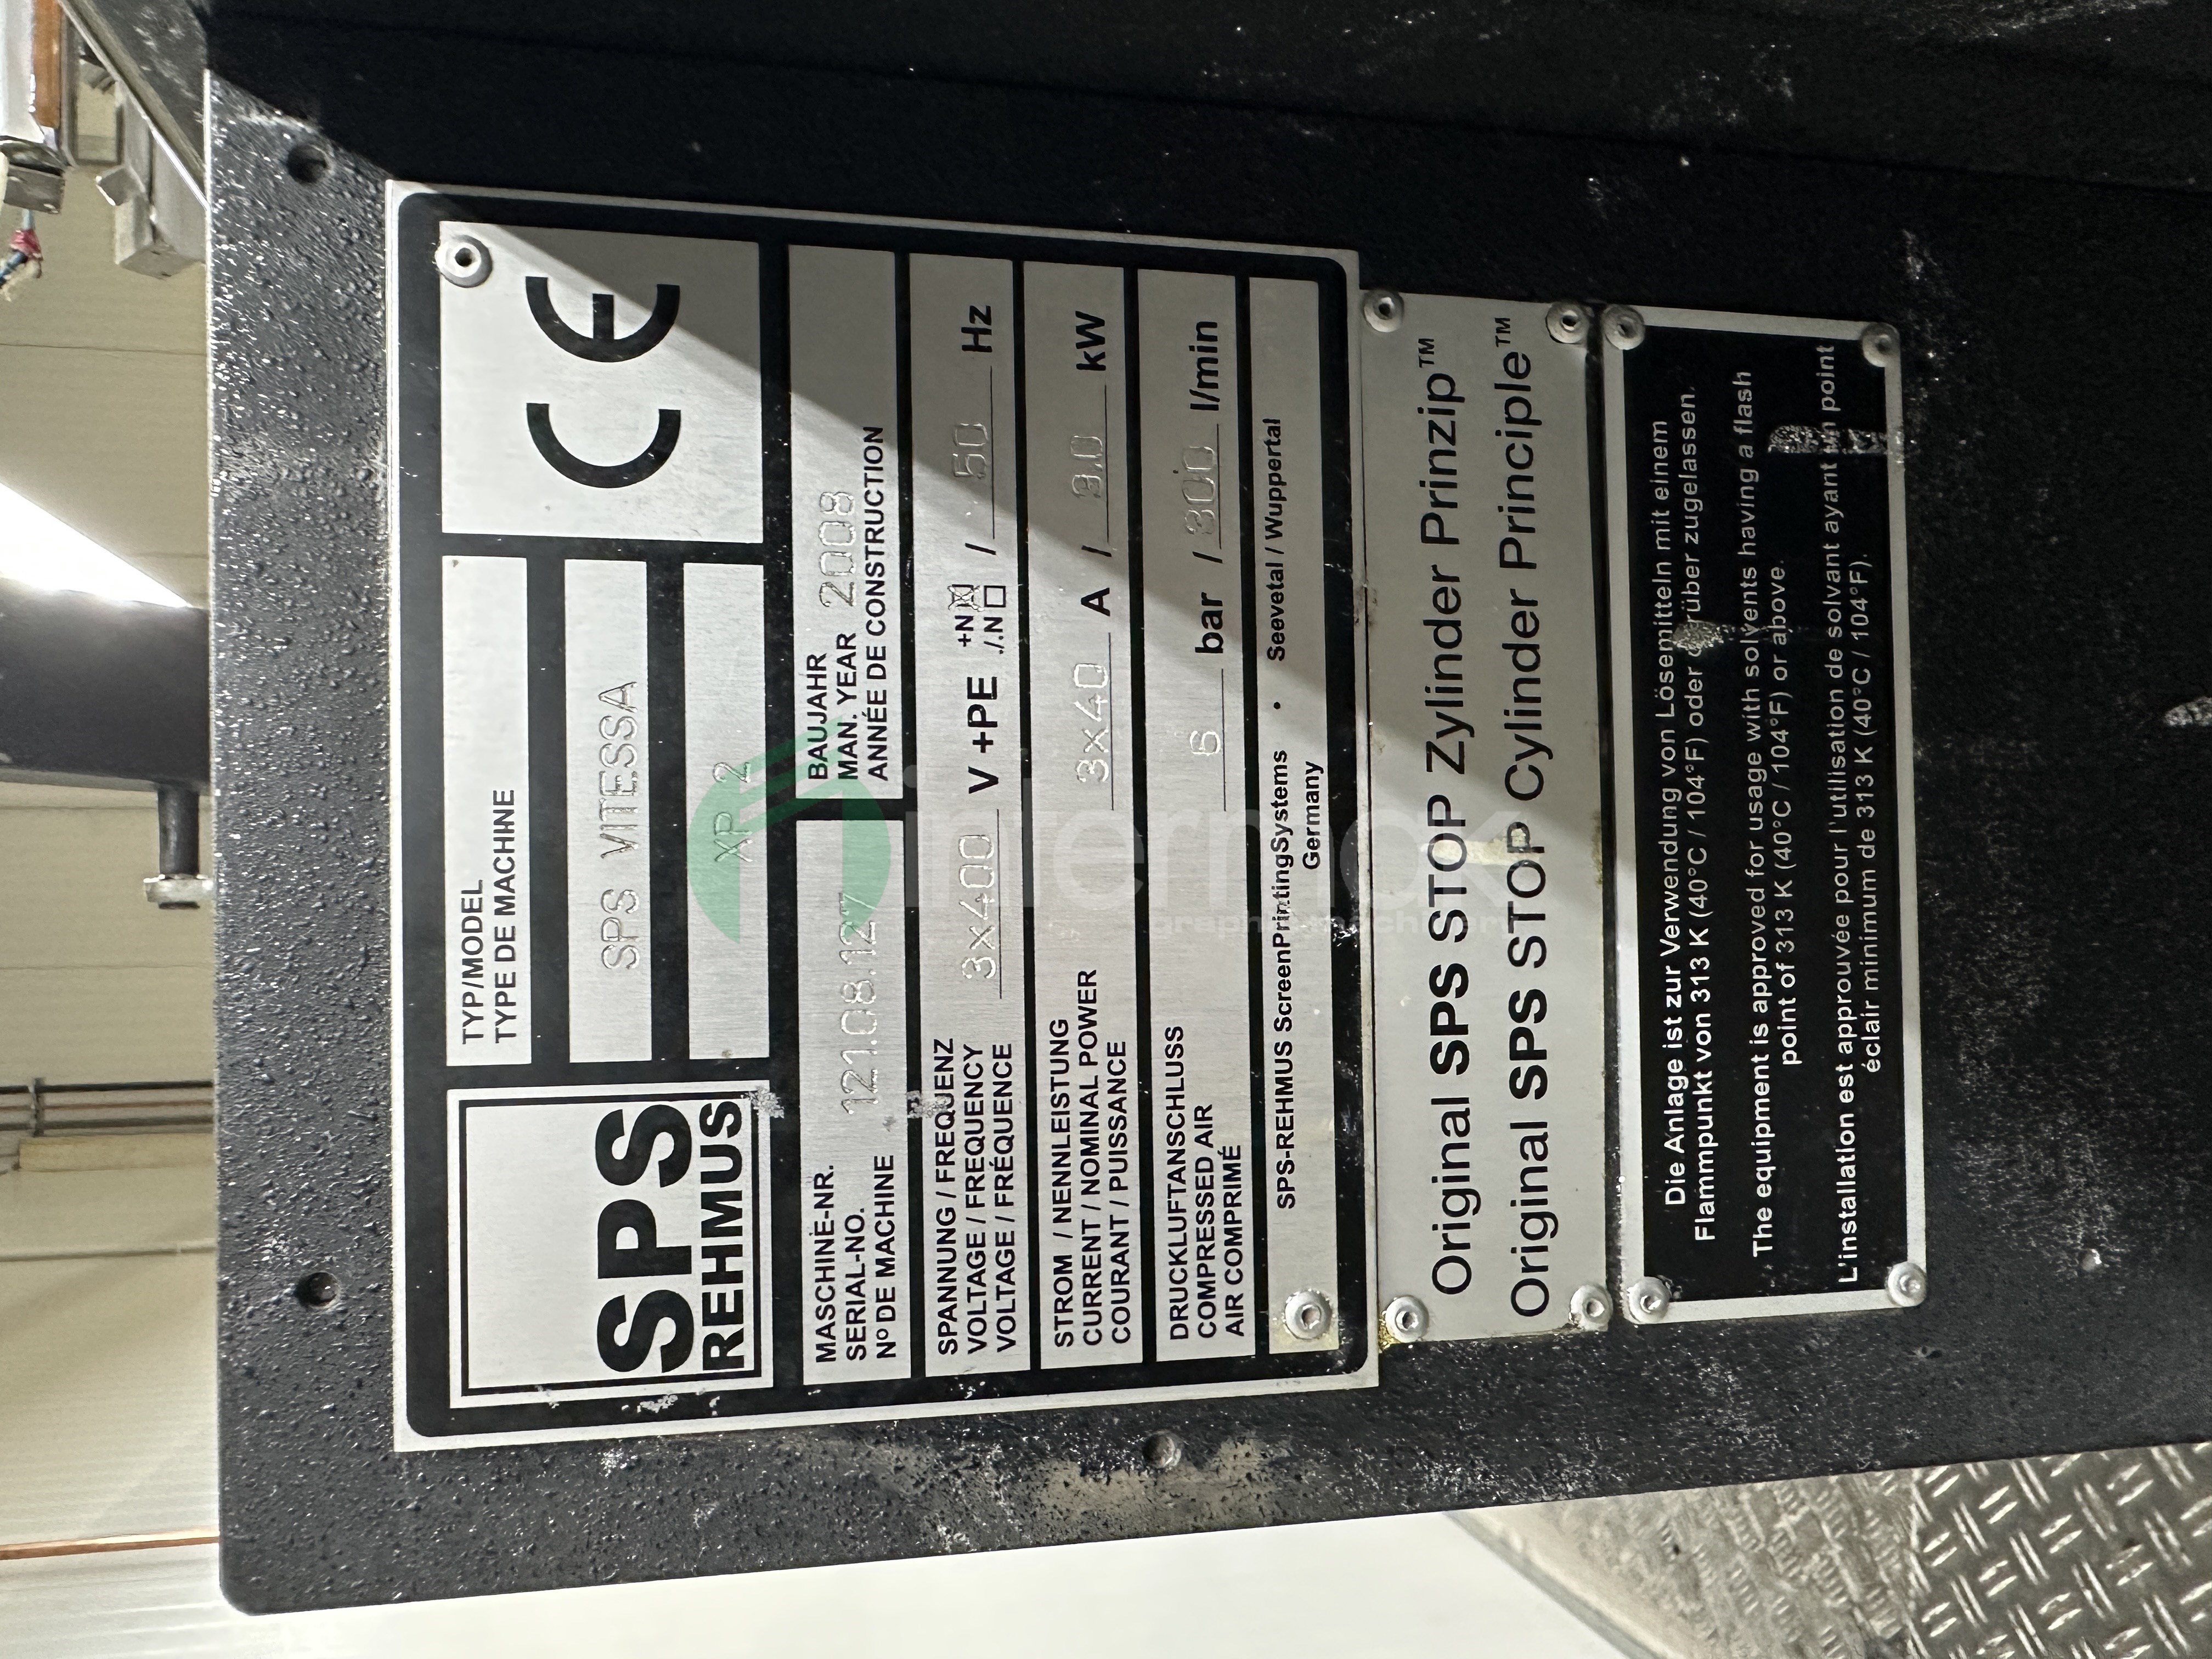 SPS
REHMUS
TYP/MODEL
TYPE DE MACHINE
SPS VITESSA
XP 2
CE
MASCHINE-NR.
SERIAL-NO.
N° DE MACHINE
121.08.127
BAUJAHR
MAN. YEAR 2008
ANNÉE DE CONSTRUCTION
SPANNUNG / FREQUENZ
VOLTAGE / FREQUENCY
VOLTAGE / FRÉQUENCE
3x400 V +PE +N☒ ./.N☐ / 50 Hz
STROM / NENNLEISTUNG
CURRENT / NOMINAL POWER
COURANT / PUISSANCE
3x40 A / 9.0 kW
DRUCKLUFTANSCHLUSS
COMPRESSED AIR
AIR COMPRIMÉ
6 bar / 300 l/min
SPS-REHMUS ScreenPrintingSystems • Seevetal / Wuppertal
Germany
Original SPS STOP Zylinder Prinzip™
Original SPS STOP Cylinder Principle™
Die Anlage ist zur Verwendung von Lösemitteln mit einem
Flammpunkt von 313 K (40°C / 104°F) oder darüber zugelassen.
The equipment is approved for usage with solvents having a flash
point of 313 K (40°C / 104°F) or above.
L'installation est approuvée pour l'utilisation de solvant ayant un point
éclair minimum de 313 K (40°C / 104°F).
intermak
graphic machinery